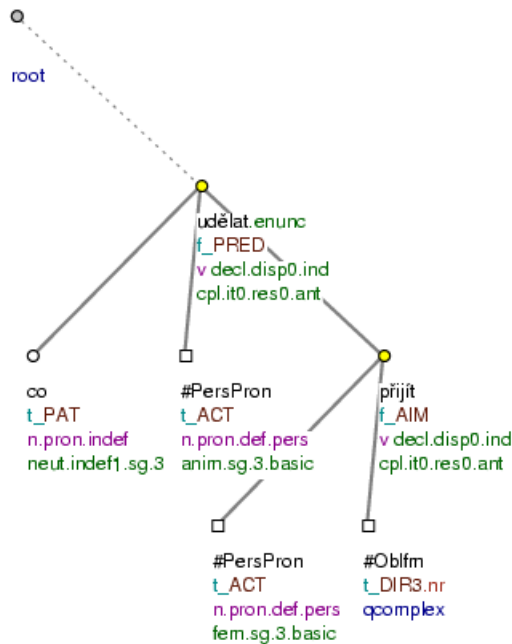 root
udělat.enunc
f_PRED
v decl.disp0.ind
cpl.it0.res0.ant
co
t_PAT
n.pron.indef
neut.indef1.sg.3
#PersPron
t_ACT
n.pron.def.pers
anim.sg.3.basic
přijít
f_AIM
v decl.disp0.ind
cpl.it0.res0.ant
#PersPron
t_ACT
n.pron.def.pers
fem.sg.3.basic
#Oblfm
t_DIR3.nr
qcomplex